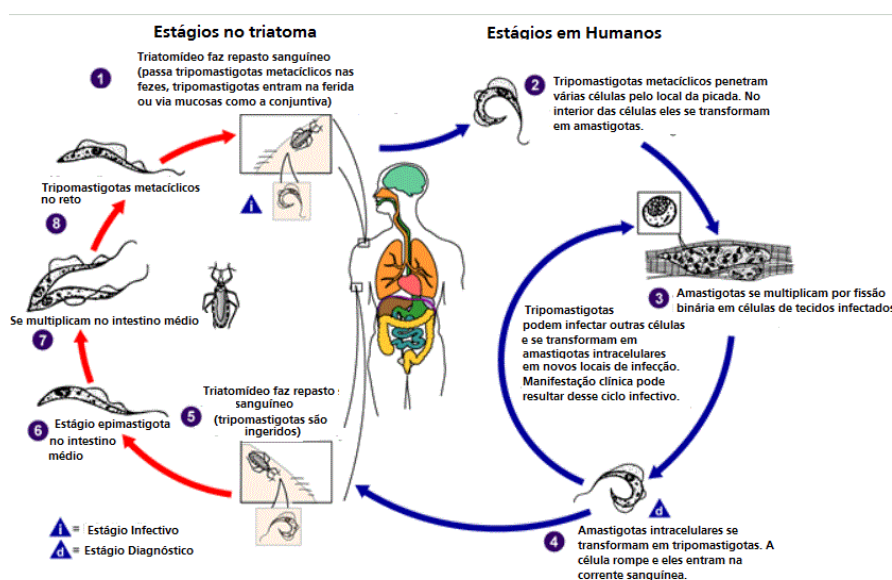 Estágios no triatoma
Estágios em Humanos
1
Triatomídeo faz repasto sanguíneo
(passa tripomastigotas metacíclicos nas
fezes, tripomastigotas entram na ferida
ou via mucosas como a conjuntiva)
2
Tripomastigotas metacíclicos penetram
várias células pelo local da picada. No
interior das células eles se transformam
em amastigotas.
i
Tripomastigotas metacíclicos
no reto
8
3
Amastigotas se multiplicam por fissão
binária em células de tecidos infectados
Tripomastigotas
podem infectar outras células
e se transformam em
amastigotas intracelulares
em novos locais de infecção.
Manifestação clínica pode
resultar desse ciclo infectivo.
Se multiplicam no intestino médio
7
5
Triatomídeo faz repasto
sanguíneo
(tripomastigotas são
ingeridos)
6
Estágio epimastigota
no intestino
médio
d
4
Amastigotas intracelulares se
transformam em tripomastigotas. A
célula rompe e eles entram na
corrente sanguínea.
i = Estágio Infectivo
d = Estágio Diagnóstico